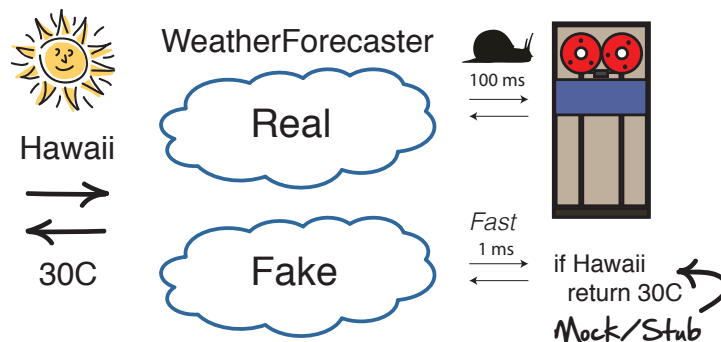 WeatherForecaster
100 ms
Real
Hawaii
30C
Fast
1 ms
Fake
if Hawaii
return 30C
Mock/Stub